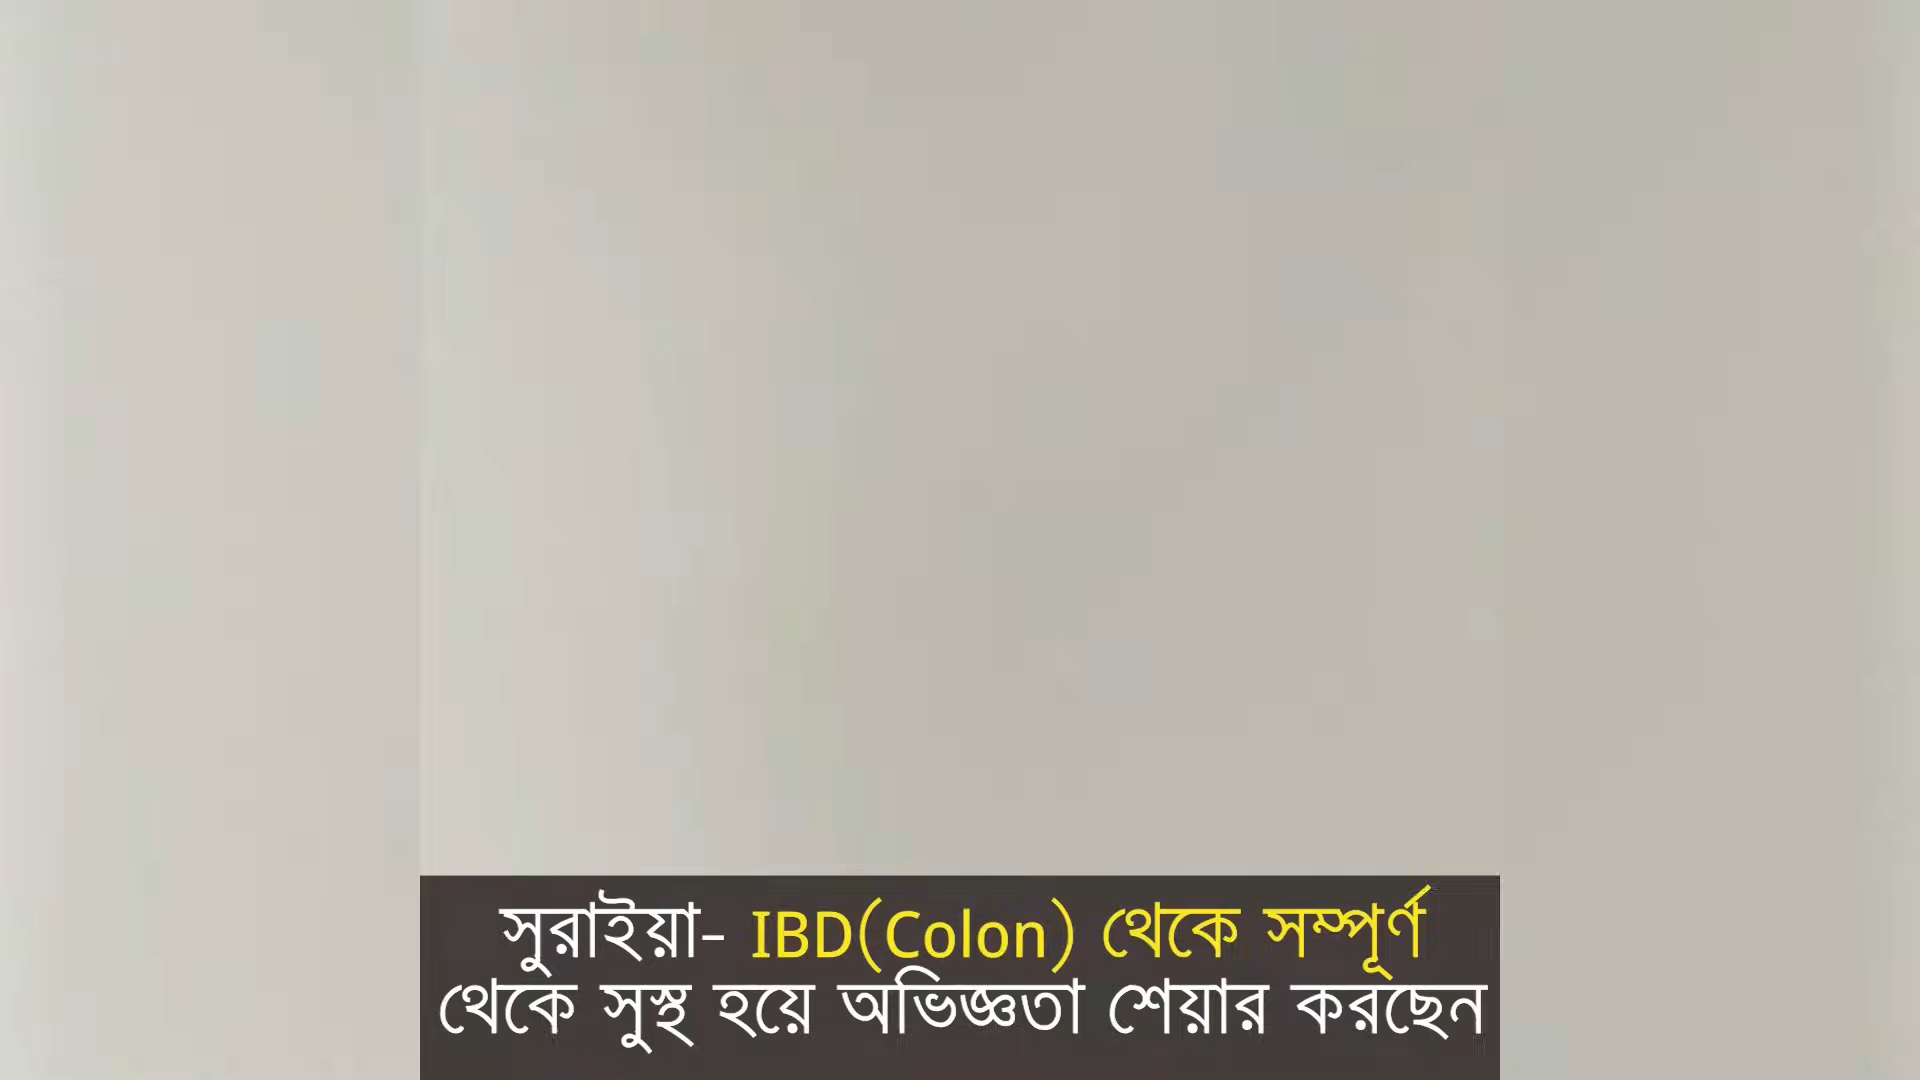 সুরাইয়া- IBD(Colon) থেকে সম্পূর্ণ
থেকে সুস্থ হয়ে অভিজ্ঞতা শেয়ার করছেন